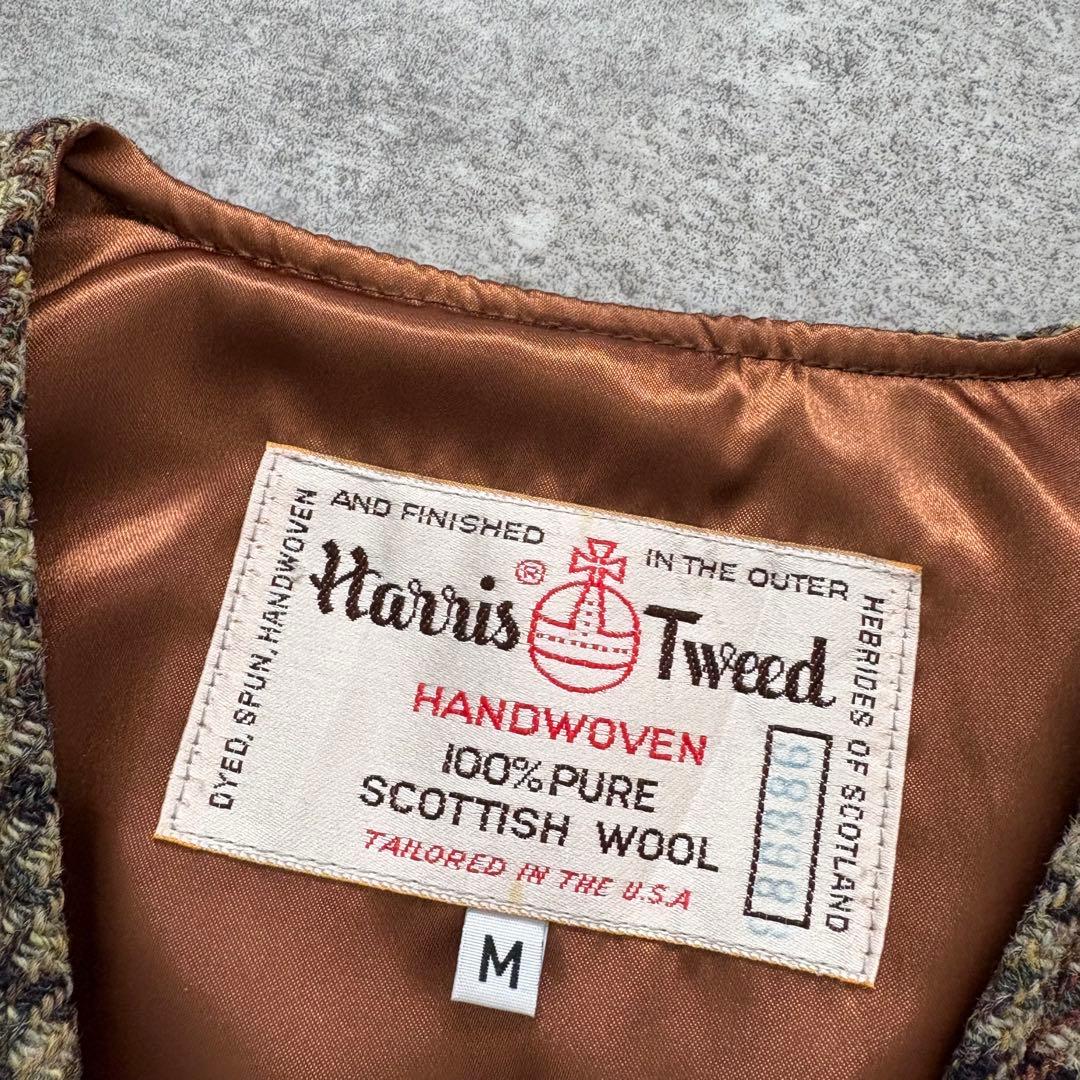 DYED, SPUN, HANDWOVEN
AND FINISHED
IN THE OUTER
HEBRIDES OF SCOTLAND
Harris ® Tweed
HANDWOVEN
100% PURE
SCOTTISH WOOL
TAILORED IN THE U.S.A
M